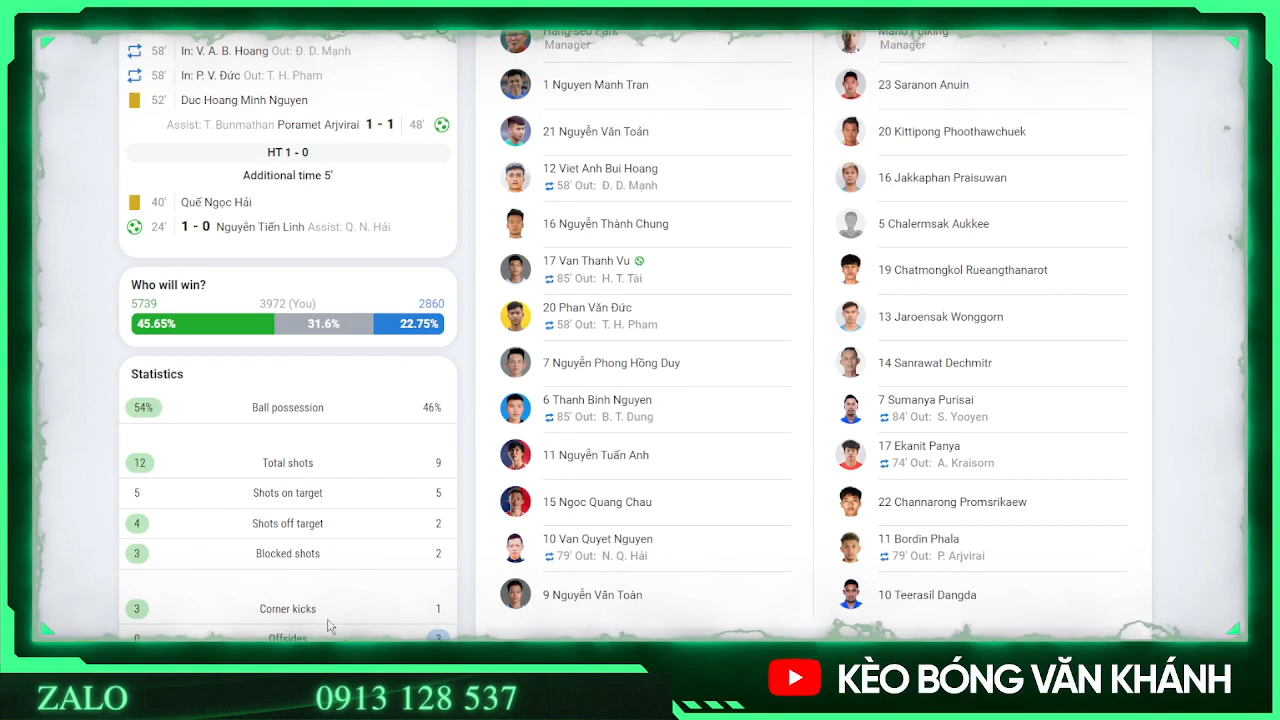 58' In: V. A. B. Hoang Out: Đ. D. Mạnh
58' In: P. V. Đức Out: T. H. Pham
52' Duc Hoang Minh Nguyen
Assist: T. Bunmathan Poramet Arjvirai 1 - 1 48'
HT 1 - 0
Additional time 5'
40' Quế Ngọc Hải
24' 1 - 0 Nguyễn Tiến Linh Assist: Q. N. Hải
Who will win?
5739 3972 (You) 2860
45.65% 31.6% 22.75%
Statistics
54% Ball possession 46%
12 Total shots 9
5 Shots on target 5
4 Shots off target 2
3 Blocked shots 2
3 Corner kicks 1
0 Offsides 3
Hang-seo Park
Manager
1 Nguyen Manh Tran
21 Nguyễn Văn Toản
12 Viet Anh Bui Hoang
58' Out: Đ. D. Mạnh
16 Nguyễn Thành Chung
17 Van Thanh Vu
85' Out: H. T. Tài
20 Phan Văn Đức
58' Out: T. H. Pham
7 Nguyễn Phong Hồng Duy
6 Thanh Binh Nguyen
85' Out: B. T. Dung
11 Nguyễn Tuấn Anh
15 Ngoc Quang Chau
10 Van Quyet Nguyen
79' Out: N. Q. Hải
9 Nguyễn Văn Toàn
Mano Polking
Manager
23 Saranon Anuin
20 Kittipong Phoothawchuek
16 Jakkaphan Praisuwan
5 Chalermsak Aukkee
19 Chatmongkol Rueangthanarot
13 Jaroensak Wonggorn
14 Sanrawat Dechmitr
7 Sumanya Purisai
84' Out: S. Yooyen
17 Ekanit Panya
74' Out: A. Kraisorn
22 Channarong Promsrikaew
11 Bordin Phala
79' Out: P. Arjvirai
10 Teerasil Dangda
ZALO 0913 128 537
KÈO BÓNG VĂN KHÁNH